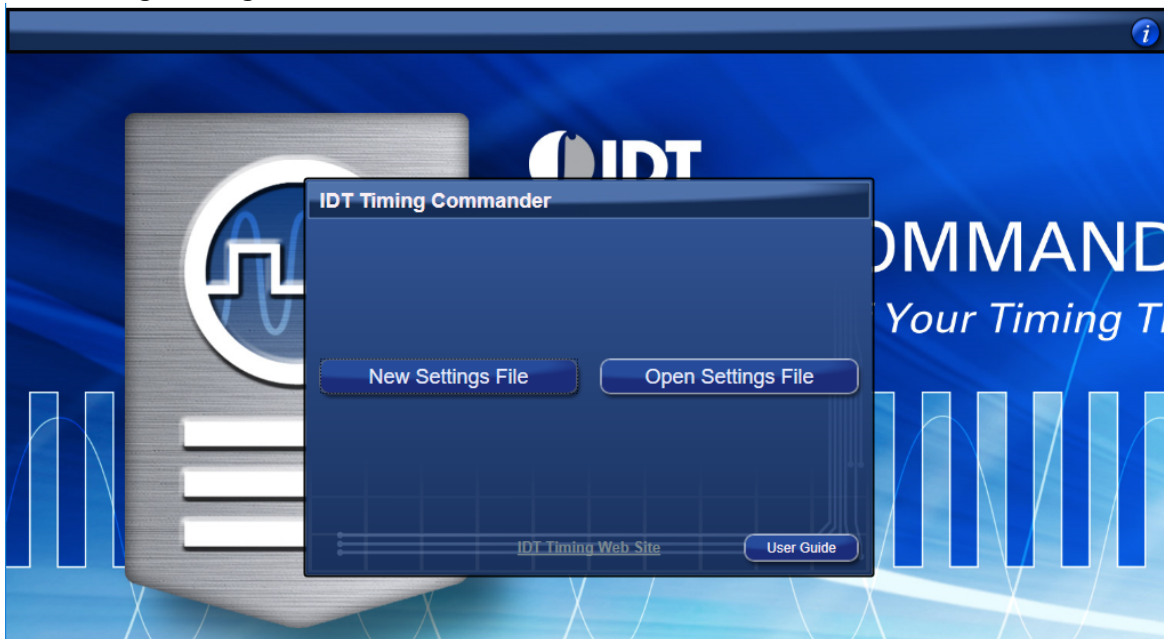 IDT
IDT Timing Commander
OMMAND
Your Timing T
New Settings File
Open Settings File
IDT Timing Web Site
User Guide